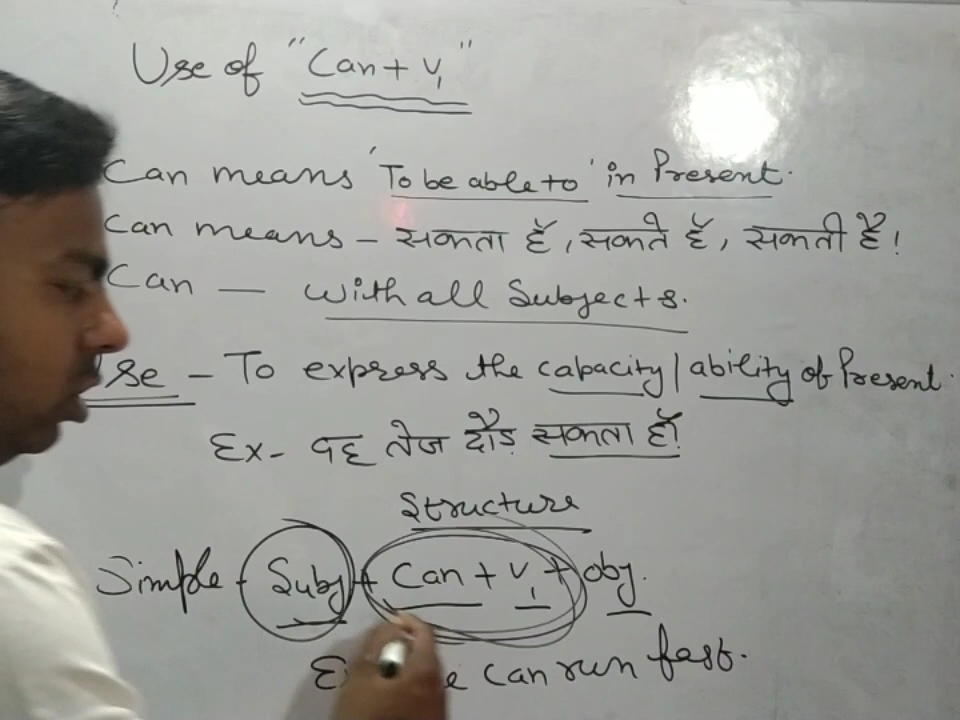 Use of "Can + V1"
Can means 'To be able to' in Present.
Can means - सकता हैं, सकते हैं, सकती है!
Can — with all Subjects.
Use - To express the capacity / ability of Present.
Ex - वह तेज दौड़ सकता है!
Structure
Simple - Subj + Can + V1 + obj.
can run fast.